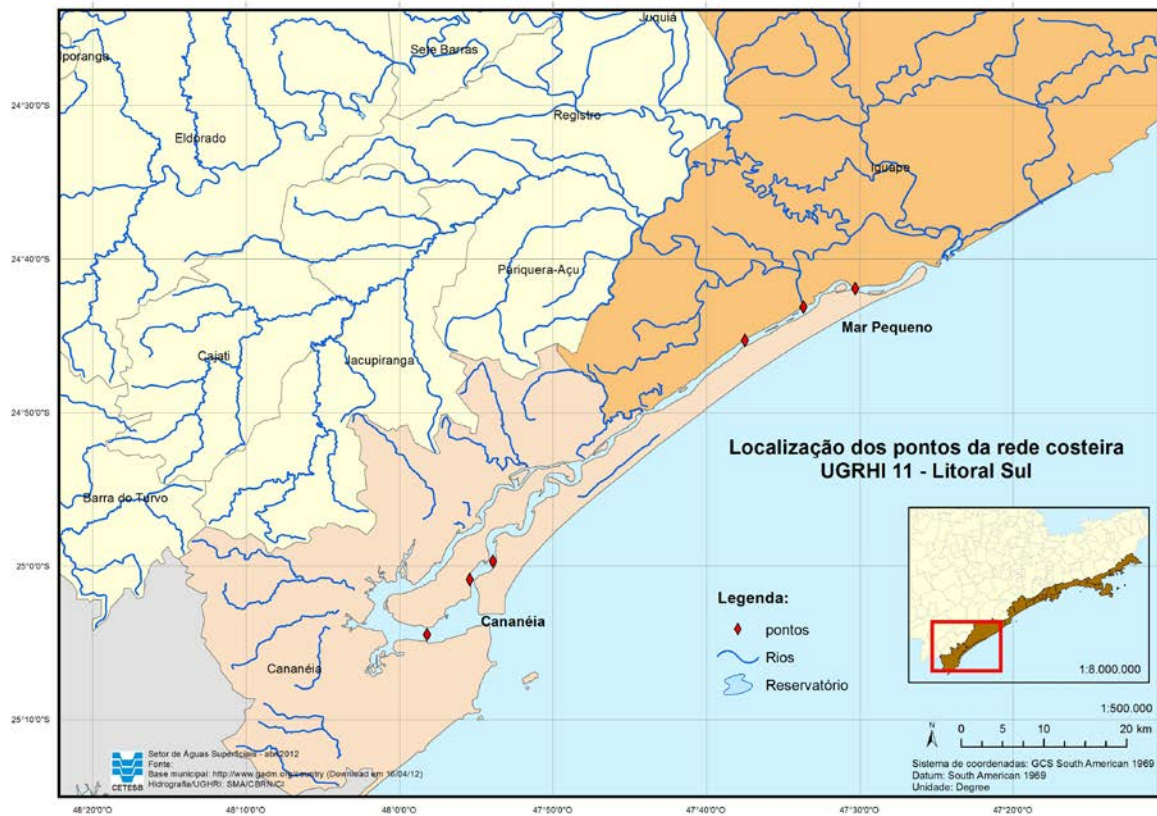 Juquiá
Sete Barras
Iporanga
24°30'0"S
Registro
Eldorado
Iguape
24°40'0"S
Pariquera-Açu
Mar Pequeno
Cajati
Jacupiranga
24°50'0"S
Localização dos pontos da rede costeira
UGRHI 11 - Litoral Sul
Barra do Turvo
25°0'0"S
Legenda:
pontos
Rios
Reservatório
Cananéia
Cananéia
1:8.000.000
1:500.000
25°10'0"S
N
0 5 10 20 km
Sistema de coordenadas: GCS South American 1969
Datum: South American 1969
Unidade: Degree
CETESB
Setor de Águas Superficiais - abr/2012
Fonte:
Base municipal: http://www.gadm.org/country (Download em 16/04/12)
Hidrografia/UGHRI: SMA/CBRN/CI
48°20'0"W 48°10'0"W 48°0'0"W 47°50'0"W 47°40'0"W 47°30'0"W 47°20'0"W